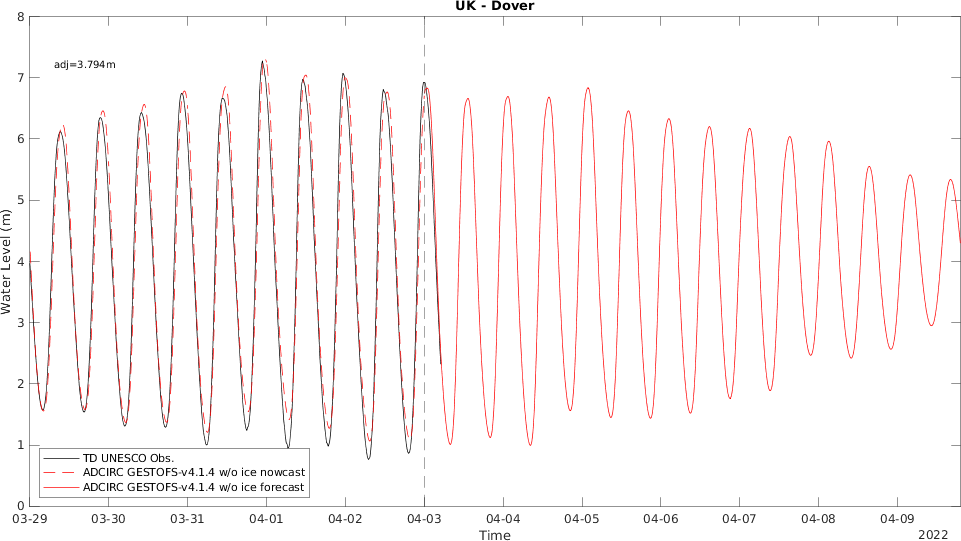 UK - Dover
8
adj=3.794m
7
6
5
4
3
2
1
0
Water Level (m)
TD UNESCO Obs.
ADCIRC GESTOFS-v4.1.4 w/o ice nowcast
ADCIRC GESTOFS-v4.1.4 w/o ice forecast
03-29 03-30 03-31 04-01 04-02 04-03 04-04 04-05 04-06 04-07 04-08 04-09
Time
2022